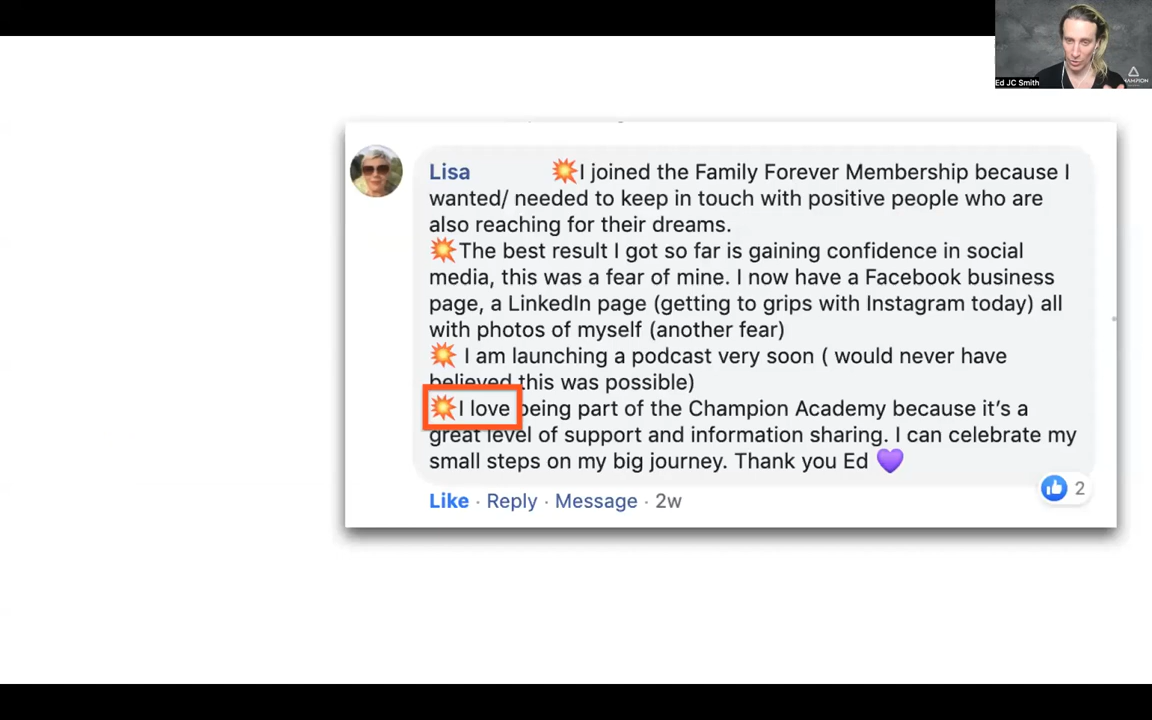 Ed JC Smith
Lisa 💥I joined the Family Forever Membership because I
wanted/ needed to keep in touch with positive people who are
also reaching for their dreams.
💥The best result I got so far is gaining confidence in social
media, this was a fear of mine. I now have a Facebook business
page, a LinkedIn page (getting to grips with Instagram today) all
with photos of myself (another fear)
💥 I am launching a podcast very soon ( would never have
believed this was possible)
💥I love being part of the Champion Academy because it’s a
great level of support and information sharing. I can celebrate my
small steps on my big journey. Thank you Ed 💜
Like · Reply · Message · 2w
2